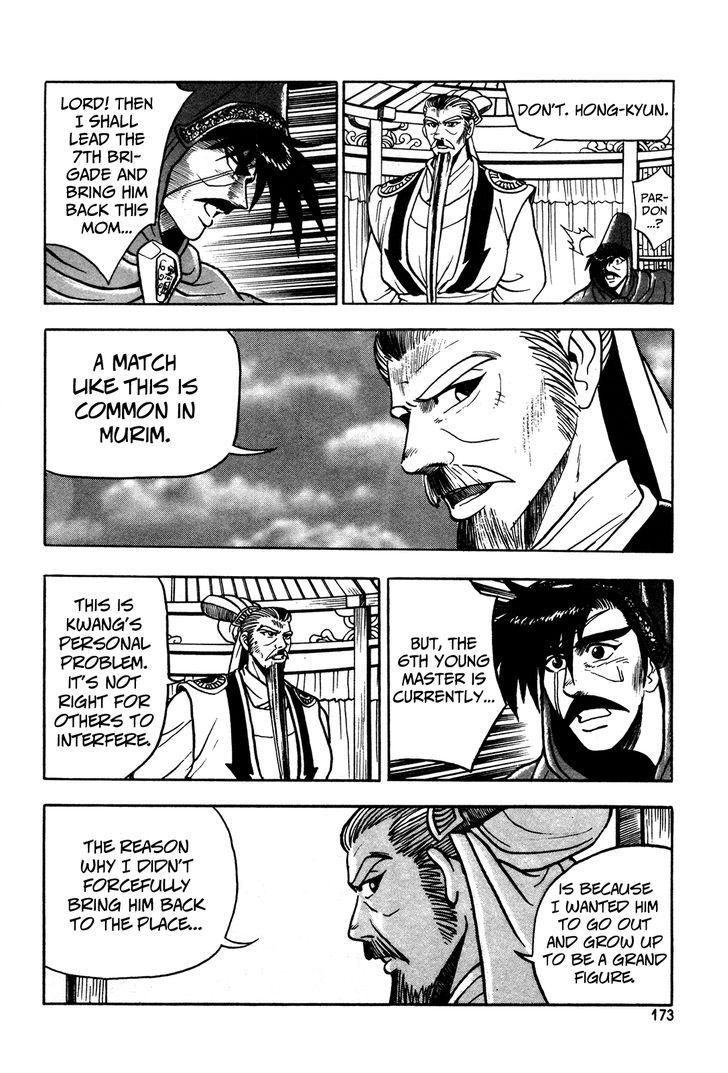 LORD! THEN
I SHALL
LEAD THE
7TH BRI-
GADE AND
BRING HIM
BACK THIS
MOM...
DON'T. HONG-KYUN.
PAR-
DON
...?
A MATCH
LIKE THIS IS
COMMON IN
MURIM.
THIS IS
KWANG'S
PERSONAL
PROBLEM.
IT'S NOT
RIGHT FOR
OTHERS TO
INTERFERE.
BUT, THE
6TH YOUNG
MASTER IS
CURRENTLY...
THE REASON
WHY I DIDN'T
FORCEFULLY
BRING HIM BACK
TO THE PLACE...
IS BECAUSE
I WANTED HIM
TO GO OUT
AND GROW UP
TO BE A GRAND
FIGURE.
173